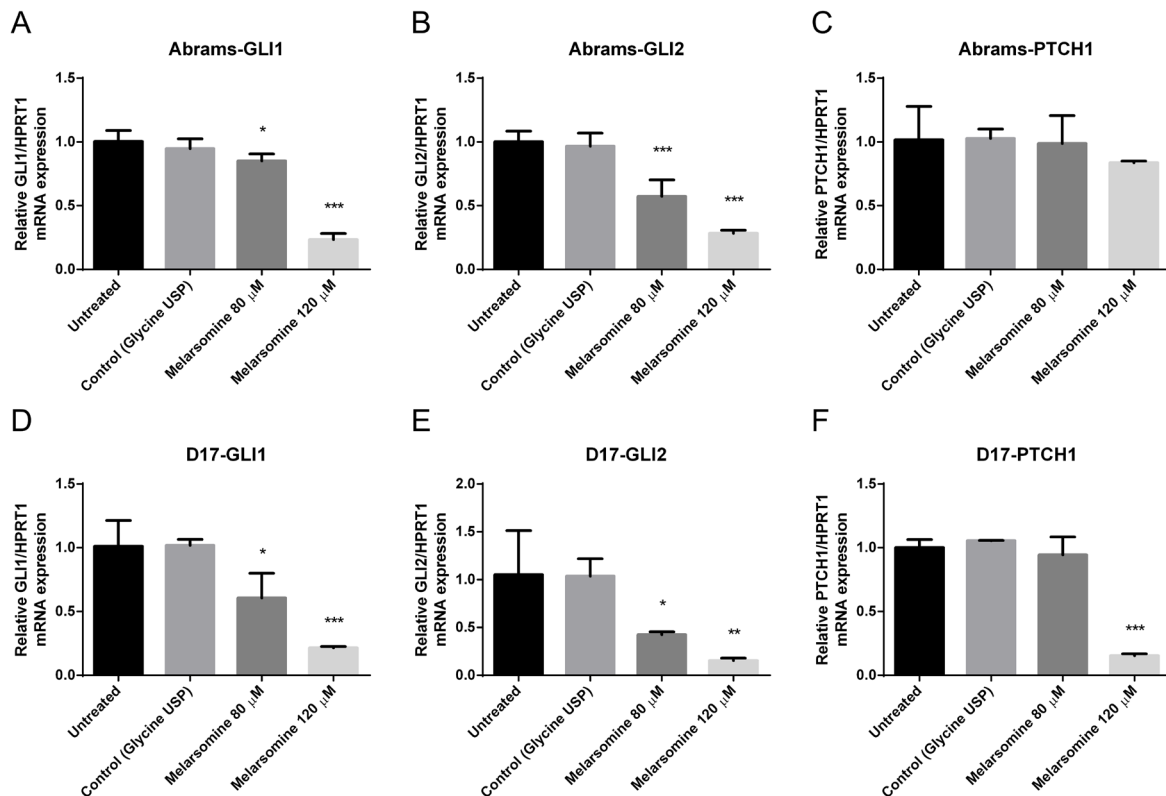 A
Abrams-GLI1
Relative GLI1/HPRT1
mRNA expression
1.5
1.0
0.5
0.0
*
***
Untreated
Control (Glycine USP)
Melarsomine 80 μM
Melarsomine 120 μM
B
Abrams-GLI2
Relative GLI2/HPRT1
mRNA expression
1.5
1.0
0.5
0.0
***
***
Untreated
Control (Glycine USP)
Melarsomine 80 μM
Melarsomine 120 μM
C
Abrams-PTCH1
Relative PTCH1/HPRT1
mRNA expression
1.5
1.0
0.5
0.0
Untreated
Control (Glycine USP)
Melarsomine 80 μM
Melarsomine 120 μM
D
D17-GLI1
Relative GLI1/HPRT1
mRNA expression
1.5
1.0
0.5
0.0
*
***
Untreated
Control (Glycine USP)
Melarsomine 80 μM
Melarsomine 120 μM
E
D17-GLI2
Relative GLI2/HPRT1
mRNA expression
2.0
1.5
1.0
0.5
0.0
*
**
Untreated
Control (Glycine USP)
Melarsomine 80 μM
Melarsomine 120 μM
F
D17-PTCH1
Relative PTCH1/HPRT1
mRNA expression
1.5
1.0
0.5
0.0
***
Untreated
Control (Glycine USP)
Melarsomine 80 μM
Melarsomine 120 μM